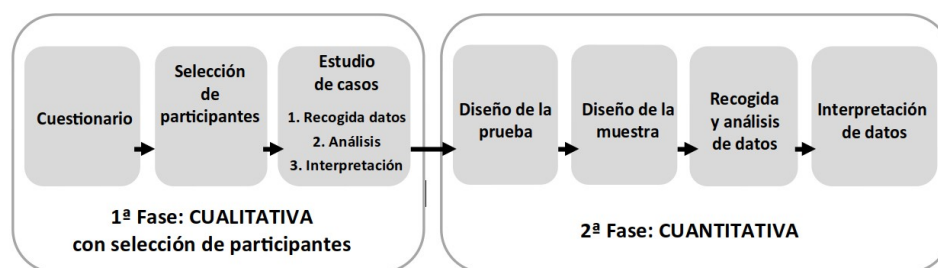 Cuestionario
Selección
de
participantes
Estudio
de casos
1. Recogida datos
2. Análisis
3. Interpretación
1ª Fase: CUALITATIVA
con selección de participantes
Diseño de la
prueba
Diseño de la
muestra
Recogida
y análisis
de datos
Interpretación
de datos
2ª Fase: CUANTITATIVA